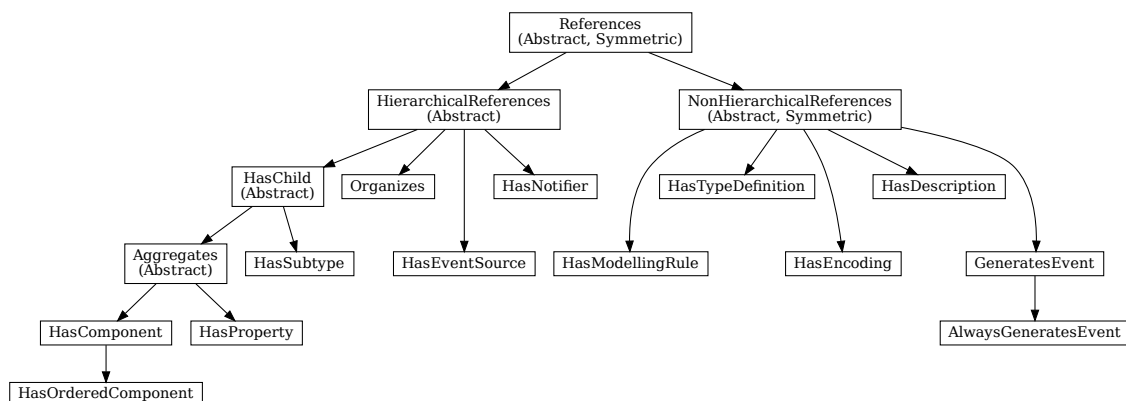 References
(Abstract, Symmetric)
HierarchicalReferences
(Abstract)
NonHierarchicalReferences
(Abstract, Symmetric)
HasChild
(Abstract)
Organizes
HasNotifier
HasTypeDefinition
HasDescription
Aggregates
(Abstract)
HasSubtype
HasEventSource
HasModellingRule
HasEncoding
GeneratesEvent
HasComponent
HasProperty
AlwaysGeneratesEvent
HasOrderedComponent